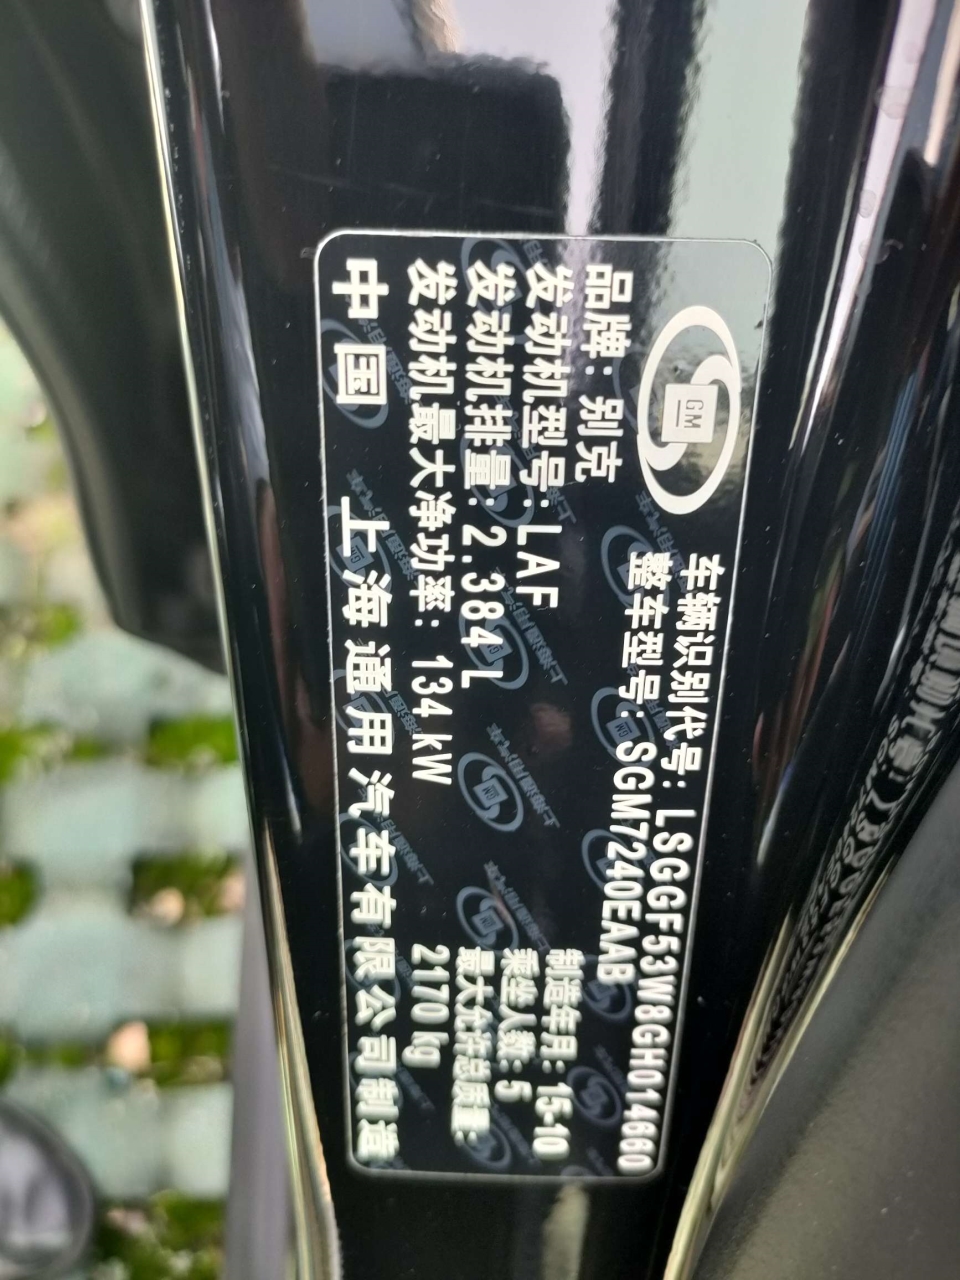 GM
车辆识别代号: LSGGF53W8GH014660
整车型号: SGM7240EAAB
品牌: 别克
制造年月: 15-10
发动机型号: LAF
乘坐人数: 5
发动机排量: 2.384L
最大允许总质量:
2170 kg
发动机最大净功率: 134 kW
中国 上海通用汽车有限公司制造